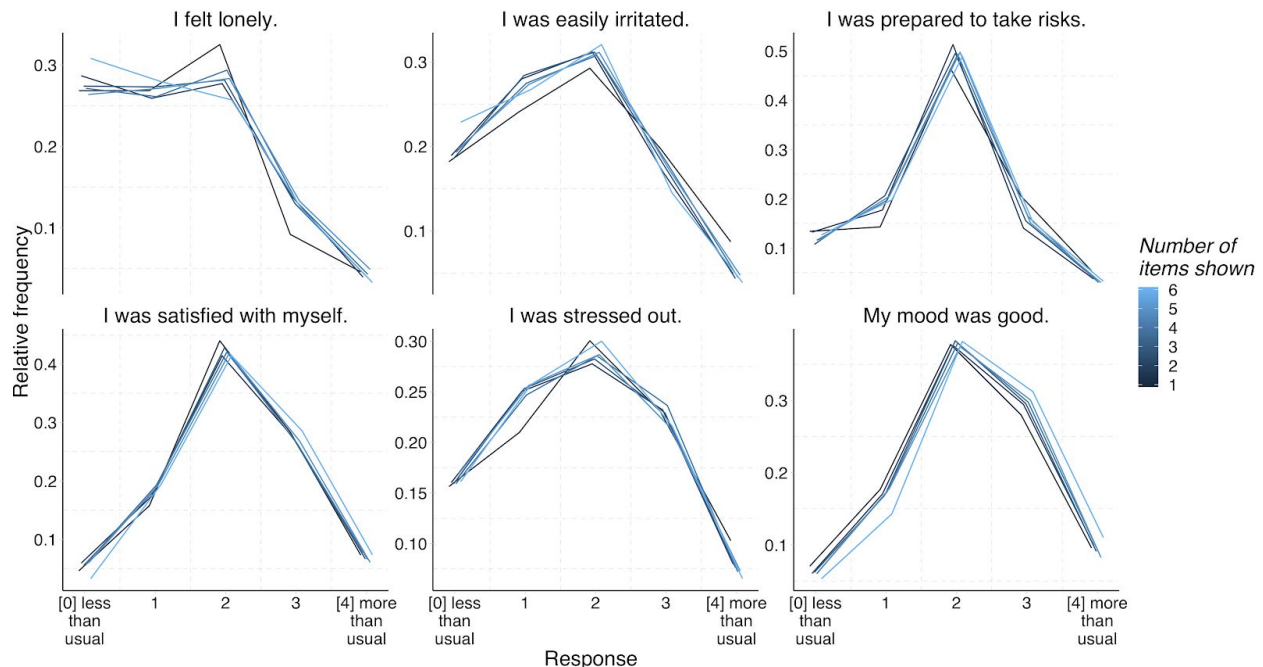 I felt lonely.
I was easily irritated.
I was prepared to take risks.
0.3
0.2
0.1
0.3
0.2
0.1
0.5
0.4
0.3
0.2
0.1
Relative frequency
I was satisfied with myself.
I was stressed out.
My mood was good.
0.4
0.3
0.2
0.1
0.30
0.25
0.20
0.15
0.10
0.3
0.2
0.1
Number of
items shown
6
5
4
3
2
1
[0] less
than
usual
1
2
3
[4] more
than
usual
[0] less
than
usual
1
2
3
[4] more
than
usual
[0] less
than
usual
1
2
3
[4] more
than
usual
Response